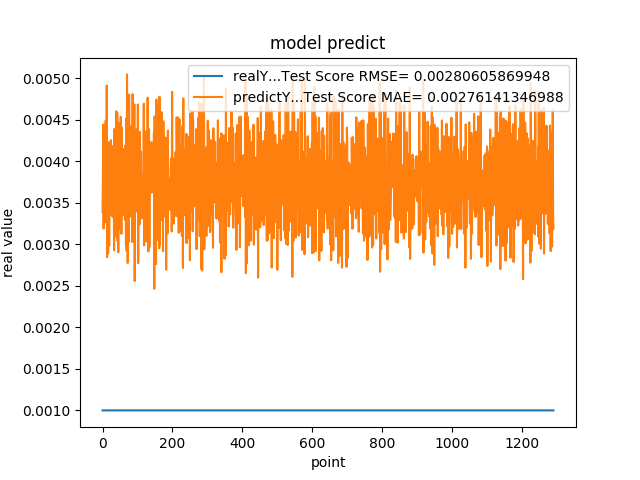 model predict
realY...Test Score RMSE= 0.00280605869948
predictY...Test Score MAE= 0.00276141346988
0.0050
0.0045
0.0040
0.0035
0.0030
0.0025
0.0020
0.0015
0.0010
real value
0 200 400 600 800 1000 1200
point